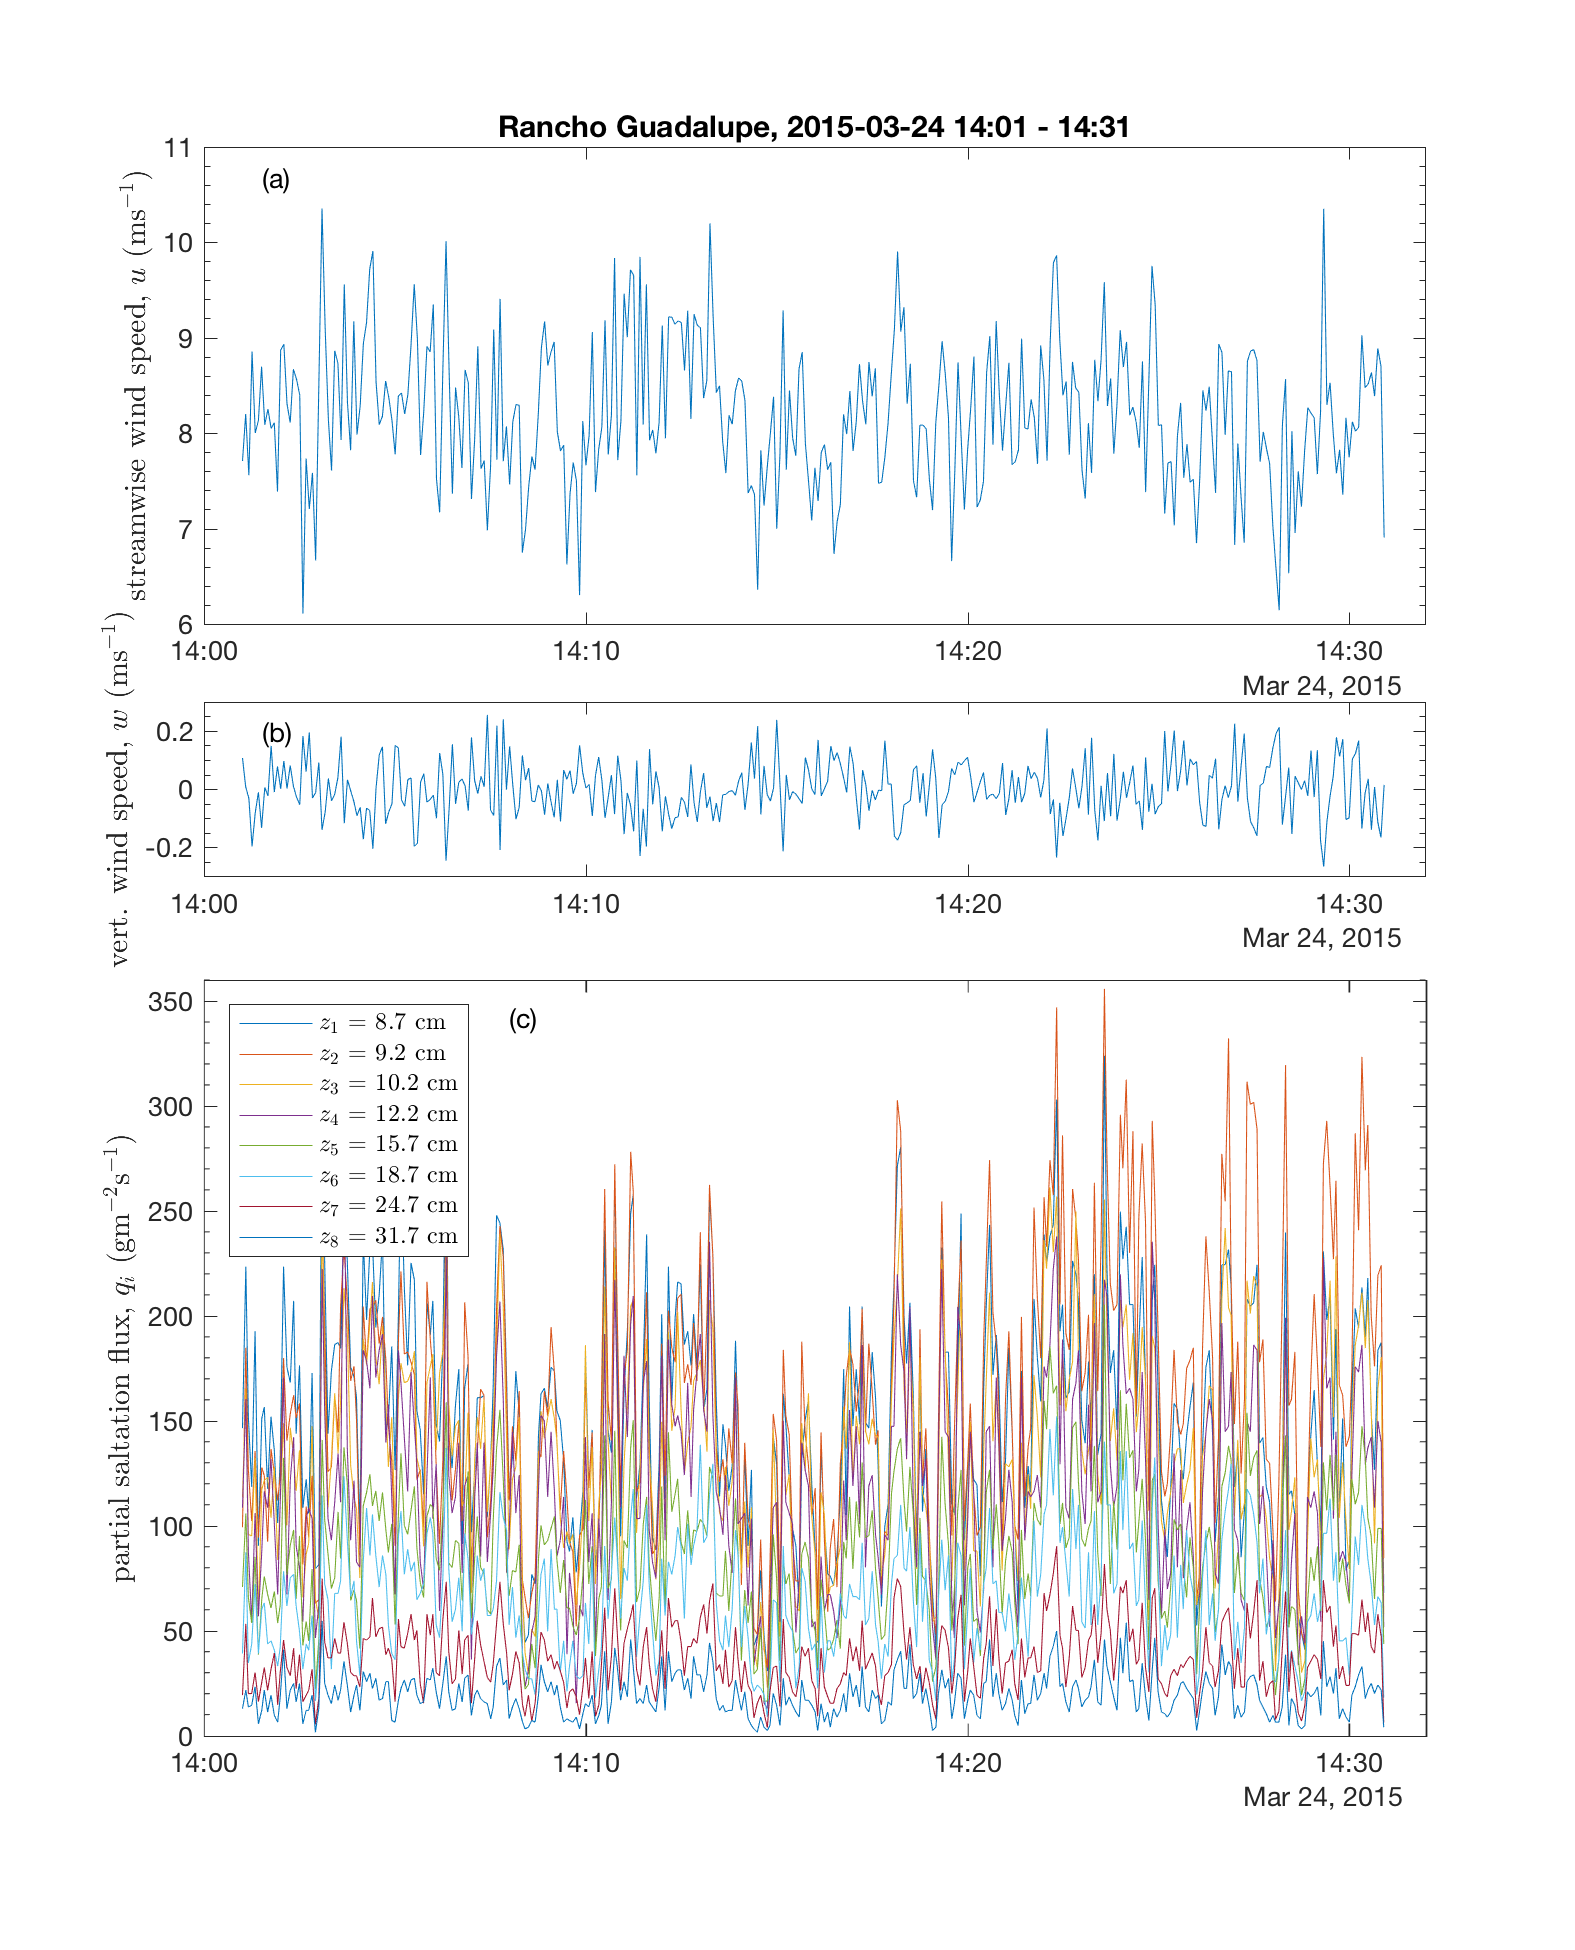 Rancho Guadalupe, 2015-03-24 14:01 - 14:31
(a)
streamwise wind speed, u (ms⁻¹)
11
10
9
8
7
6
14:00 14:10 14:20 14:30
Mar 24, 2015
(b)
vert. wind speed, w (ms⁻¹)
0.2
0
-0.2
14:00 14:10 14:20 14:30
Mar 24, 2015
(c)
partial saltation flux, qᵢ (gm⁻²s⁻¹)
350
300
250
200
150
100
50
0
z₁ = 8.7 cm
z₂ = 9.2 cm
z₃ = 10.2 cm
z₄ = 12.2 cm
z₅ = 15.7 cm
z₆ = 18.7 cm
z₇ = 24.7 cm
z₈ = 31.7 cm
14:00 14:10 14:20 14:30
Mar 24, 2015